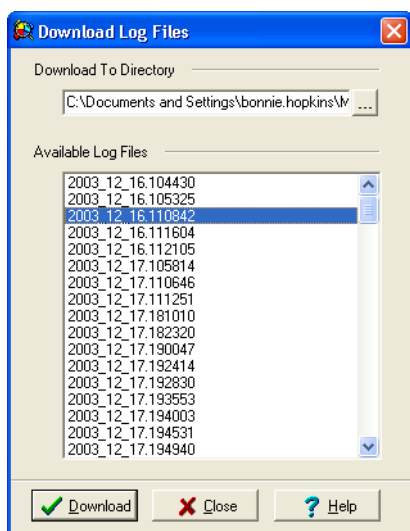 Download Log Files
Download To Directory
C:\Documents and Settings\bonnie.hopkins\M
...
Available Log Files
2003_12_16.104430
2003_12_16.105325
2003_12_16.110842
2003_12_16.111604
2003_12_16.112105
2003_12_17.105814
2003_12_17.110646
2003_12_17.111251
2003_12_17.181010
2003_12_17.182320
2003_12_17.190047
2003_12_17.192414
2003_12_17.192830
2003_12_17.193553
2003_12_17.194003
2003_12_17.194531
2003_12_17.194940
Download
Close
? Help